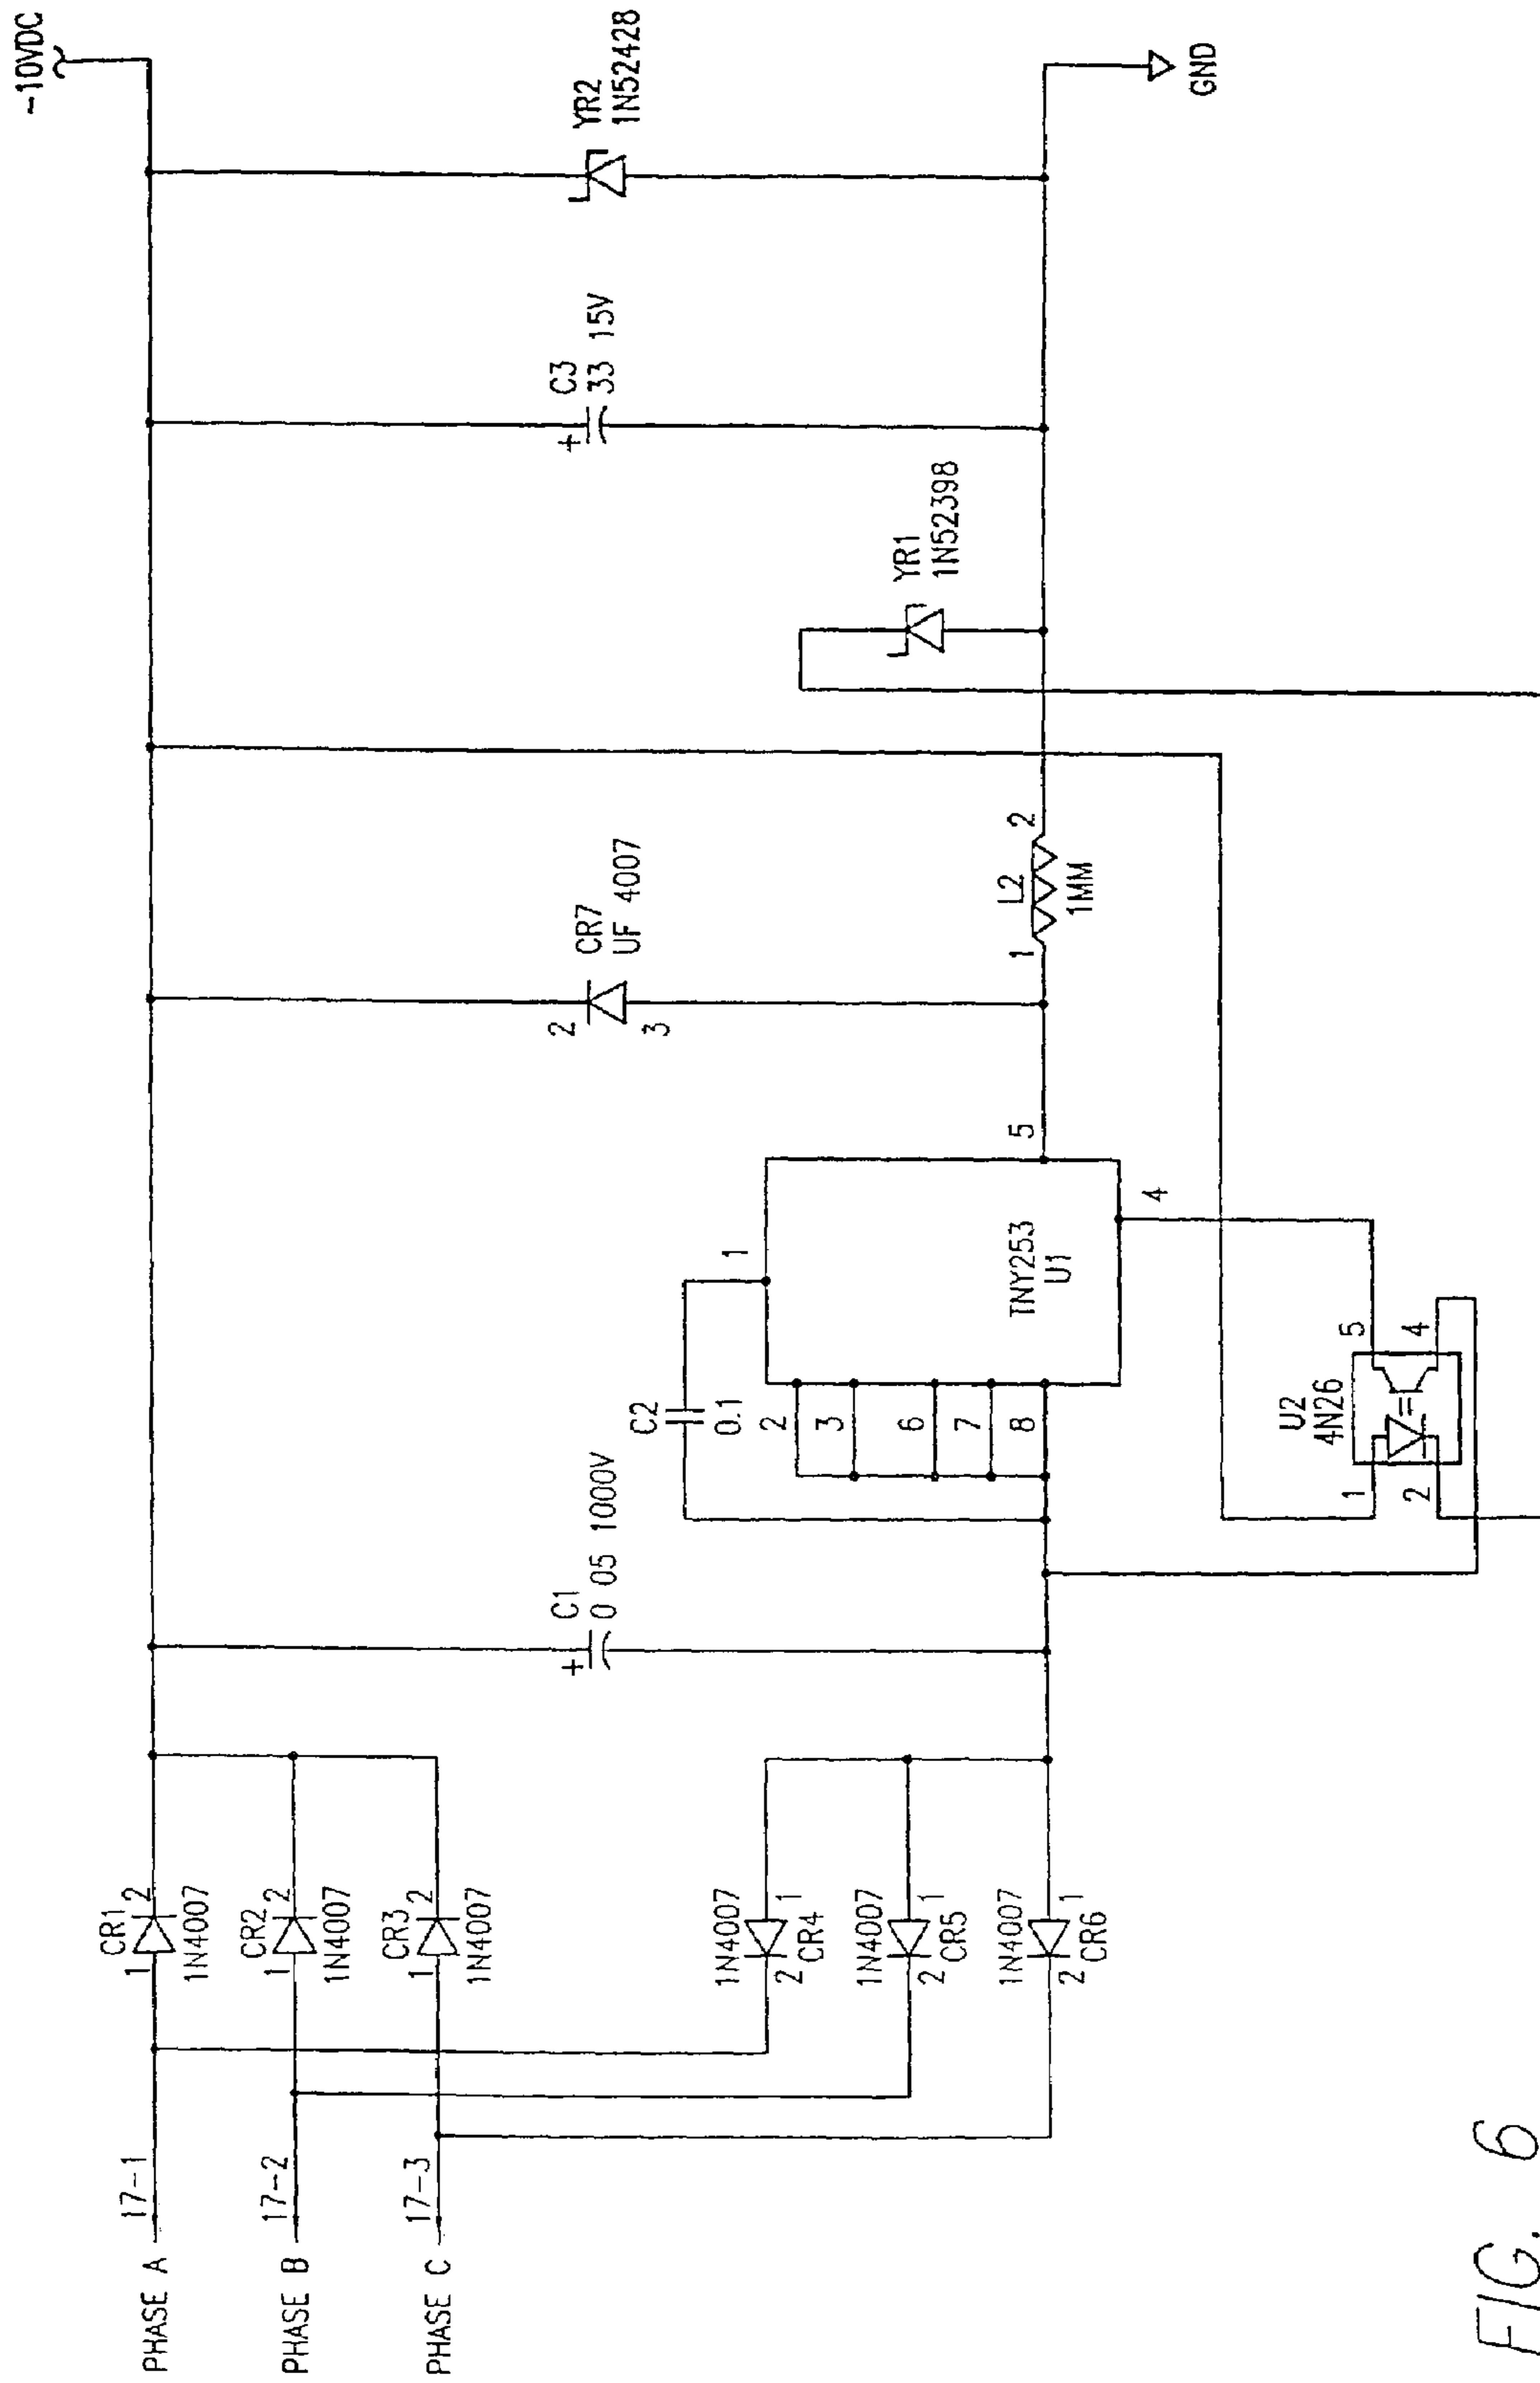 -10VDC
YR2
1N52428
GND
C3
+
33 15V
YR1
1N52398
CR7
UF 4007
2
3
L2
1
2
1MM
TNY253
U1
1
5
4
C2
0.1
2
3
6
7
8
U2
4N26
1
2
5
4
C1
+
0 05 1000V
CR1
1
2
1N4007
CR2
1
2
1N4007
CR3
1
2
1N4007
1N4007
2
1
CR4
1N4007
2
1
CR5
1N4007
2
1
CR6
PHASE A
17-1
PHASE B
17-2
PHASE C
17-3
FIG. 6